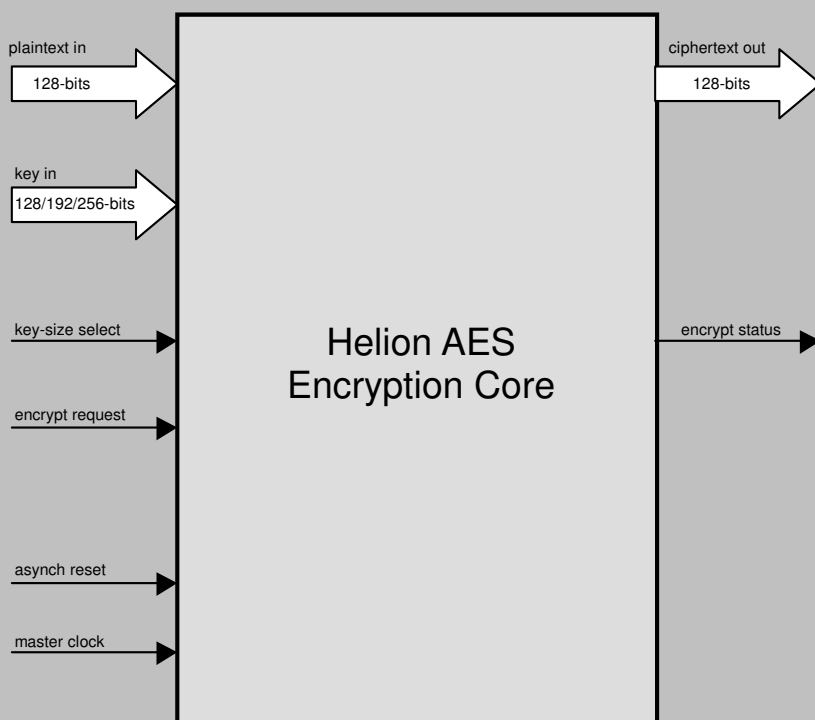 plaintext in
128-bits
key in
128/192/256-bits
key-size select
encrypt request
asynch reset
master clock
Helion AES
Encryption Core
ciphertext out
128-bits
encrypt status